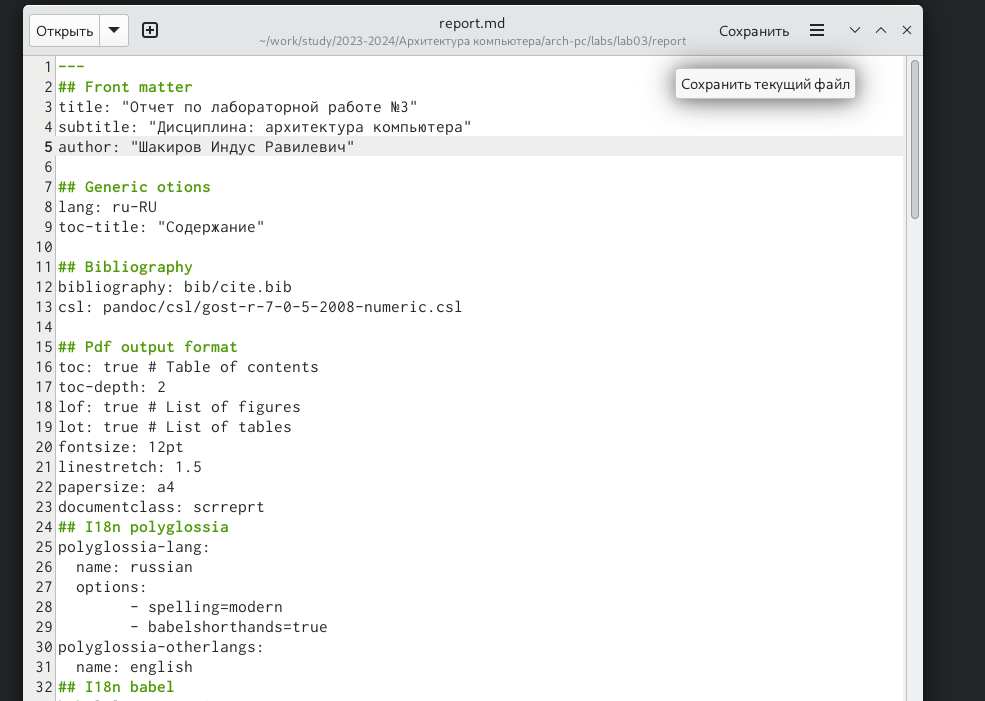 Открыть
report.md
~/work/study/2023-2024/Архитектура компьютера/arch-pc/labs/lab03/report
Сохранить
Сохранить текущий файл
1 ---
2 ## Front matter
3 title: "Отчет по лабораторной работе №3"
4 subtitle: "Дисциплина: архитектура компьютера"
5 author: "Шакиров Индус Равилевич"
6
7 ## Generic otions
8 lang: ru-RU
9 toc-title: "Содержание"
10
11 ## Bibliography
12 bibliography: bib/cite.bib
13 csl: pandoc/csl/gost-r-7-0-5-2008-numeric.csl
14
15 ## Pdf output format
16 toc: true # Table of contents
17 toc-depth: 2
18 lof: true # List of figures
19 lot: true # List of tables
20 fontsize: 12pt
21 linestretch: 1.5
22 papersize: a4
23 documentclass: scrreprt
24 ## I18n polyglossia
25 polyglossia-lang:
26   name: russian
27   options:
28         - spelling=modern
29         - babelshorthands=true
30 polyglossia-otherlangs:
31   name: english
32 ## I18n babel